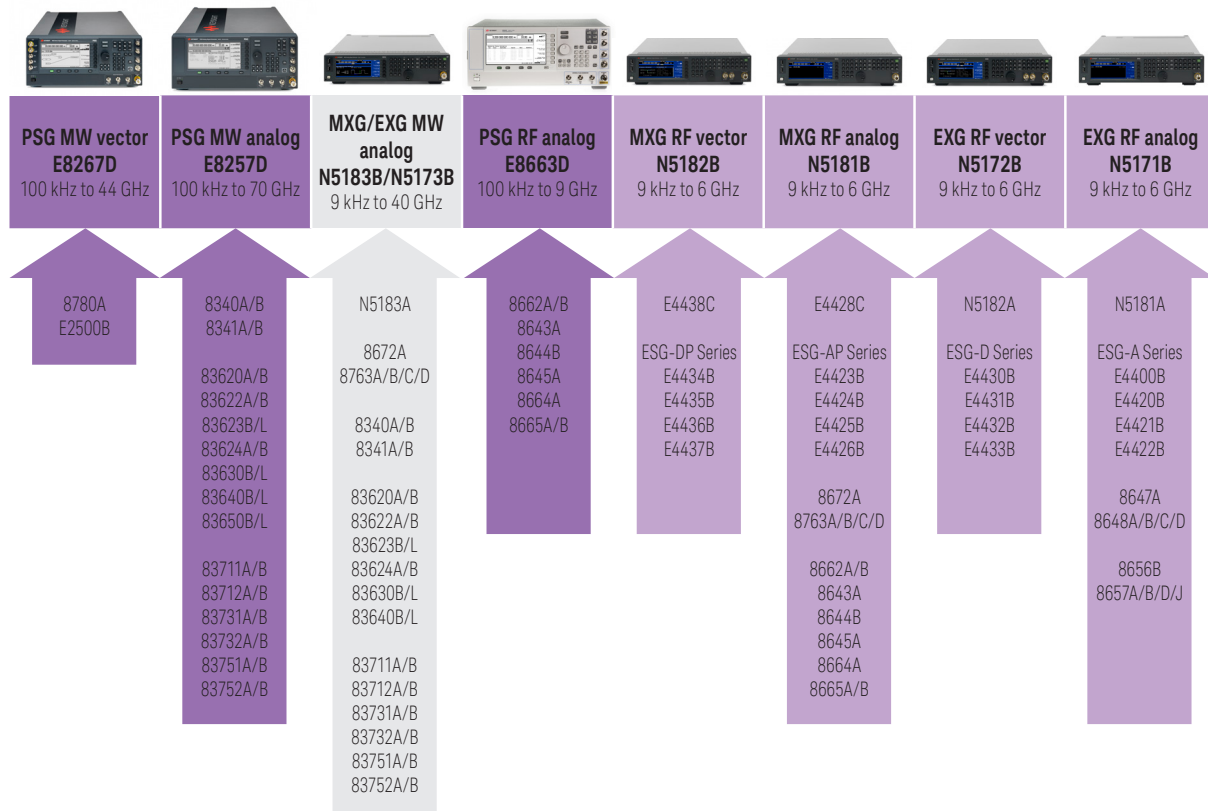 PSG MW vector
E8267D
100 kHz to 44 GHz
PSG MW analog
E8257D
100 kHz to 70 GHz
MXG/EXG MW
analog
N5183B/N5173B
9 kHz to 40 GHz
PSG RF analog
E8663D
100 kHz to 9 GHz
MXG RF vector
N5182B
9 kHz to 6 GHz
MXG RF analog
N5181B
9 kHz to 6 GHz
EXG RF vector
N5172B
9 kHz to 6 GHz
EXG RF analog
N5171B
9 kHz to 6 GHz
8780A
E2500B
8340A/B
8341A/B
83620A/B
83622A/B
83623B/L
83624A/B
83630B/L
83640B/L
83650B/L
83711A/B
83712A/B
83731A/B
83732A/B
83751A/B
83752A/B
N5183A
8672A
8763A/B/C/D
8340A/B
8341A/B
83620A/B
83622A/B
83623B/L
83624A/B
83630B/L
83640B/L
83711A/B
83712A/B
83731A/B
83732A/B
83751A/B
83752A/B
8662A/B
8643A
8644B
8645A
8664A
8665A/B
E4438C
ESG-DP Series
E4434B
E4435B
E4436B
E4437B
E4428C
ESG-AP Series
E4423B
E4424B
E4425B
E4426B
8672A
8763A/B/C/D
8662A/B
8643A
8644B
8645A
8664A
8665A/B
N5182A
ESG-D Series
E4430B
E4431B
E4432B
E4433B
N5181A
ESG-A Series
E4400B
E4420B
E4421B
E4422B
8647A
8648A/B/C/D
8656B
8657A/B/D/J